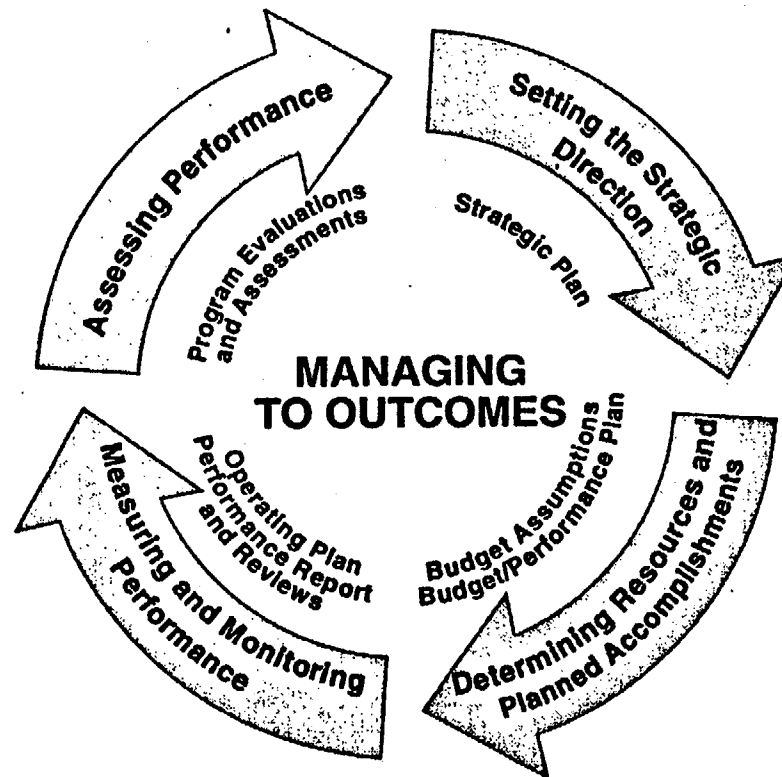 Assessing Performance
Program Evaluations
and Assessments
Setting the Strategic
Direction
Strategic Plan
MANAGING
TO OUTCOMES
Determining Resources and
Planned Accomplishments
Budget Assumptions
Budget/Performance Plan
Measuring and Monitoring
Performance
Operating Plan
Performance Report
and Reviews